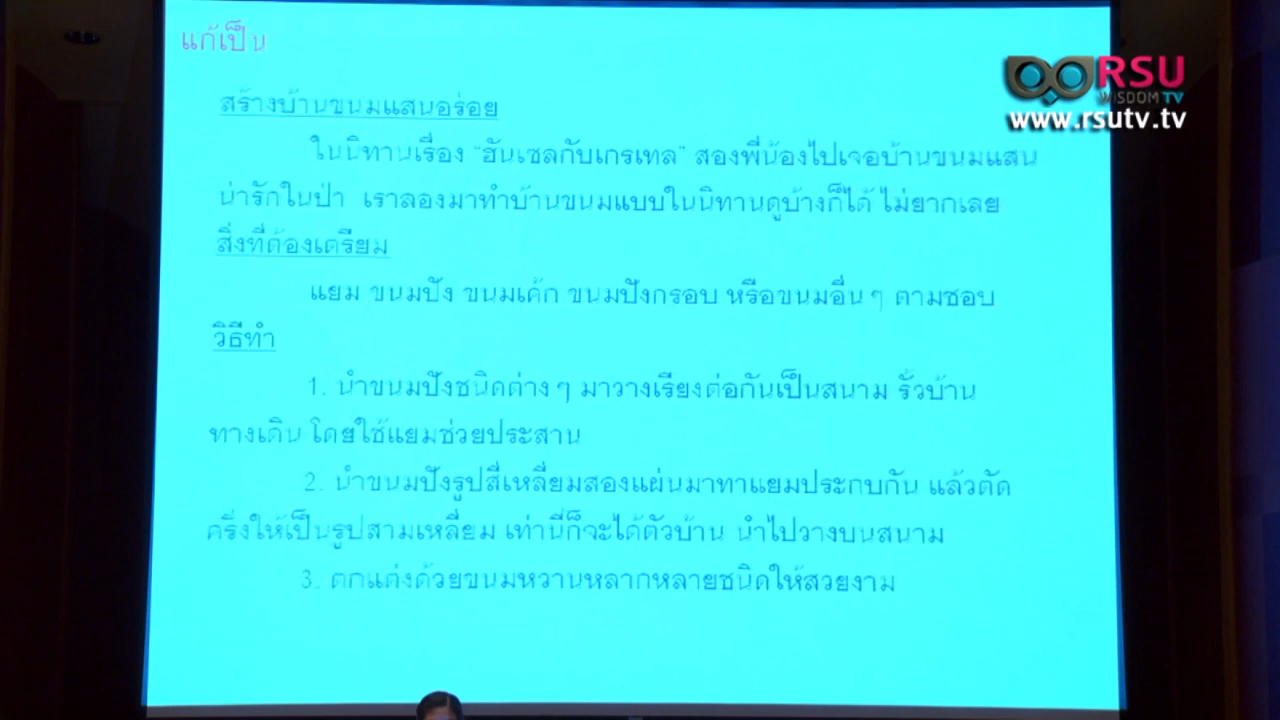 แก้เป็น
RSU
WISDOM TV
www.rsutv.tv
สร้างบ้านขนมแสนอร่อย
ในนิทานเรื่อง "ฮันเซลกับเกรเทล" สองพี่น้องไปเจอบ้านขนมแสน
น่ารักในป่า เราลองมาทำบ้านขนมแบบในนิทานดูบ้างก็ได้ ไม่ยากเลย
สิ่งที่ต้องเตรียม
แยม ขนมปัง ขนมเค้ก ขนมปังกรอบ หรือขนมอื่นๆ ตามชอบ
วิธีทำ
1. นำขนมปังชนิดต่างๆ มาวางเรียงต่อกันเป็นสนาม รั้วบ้าน
ทางเดิน โดยใช้แยมช่วยประสาน
2. นำขนมปังรูปสี่เหลี่ยมสองแผ่นมาทาแยมประกบกัน แล้วตัด
ครึ่งให้เป็นรูปสามเหลี่ยม เท่านี้ก็จะได้ตัวบ้าน นำไปวางบนสนาม
3. ตกแต่งด้วยขนมหวานหลากหลายชนิดให้สวยงาม